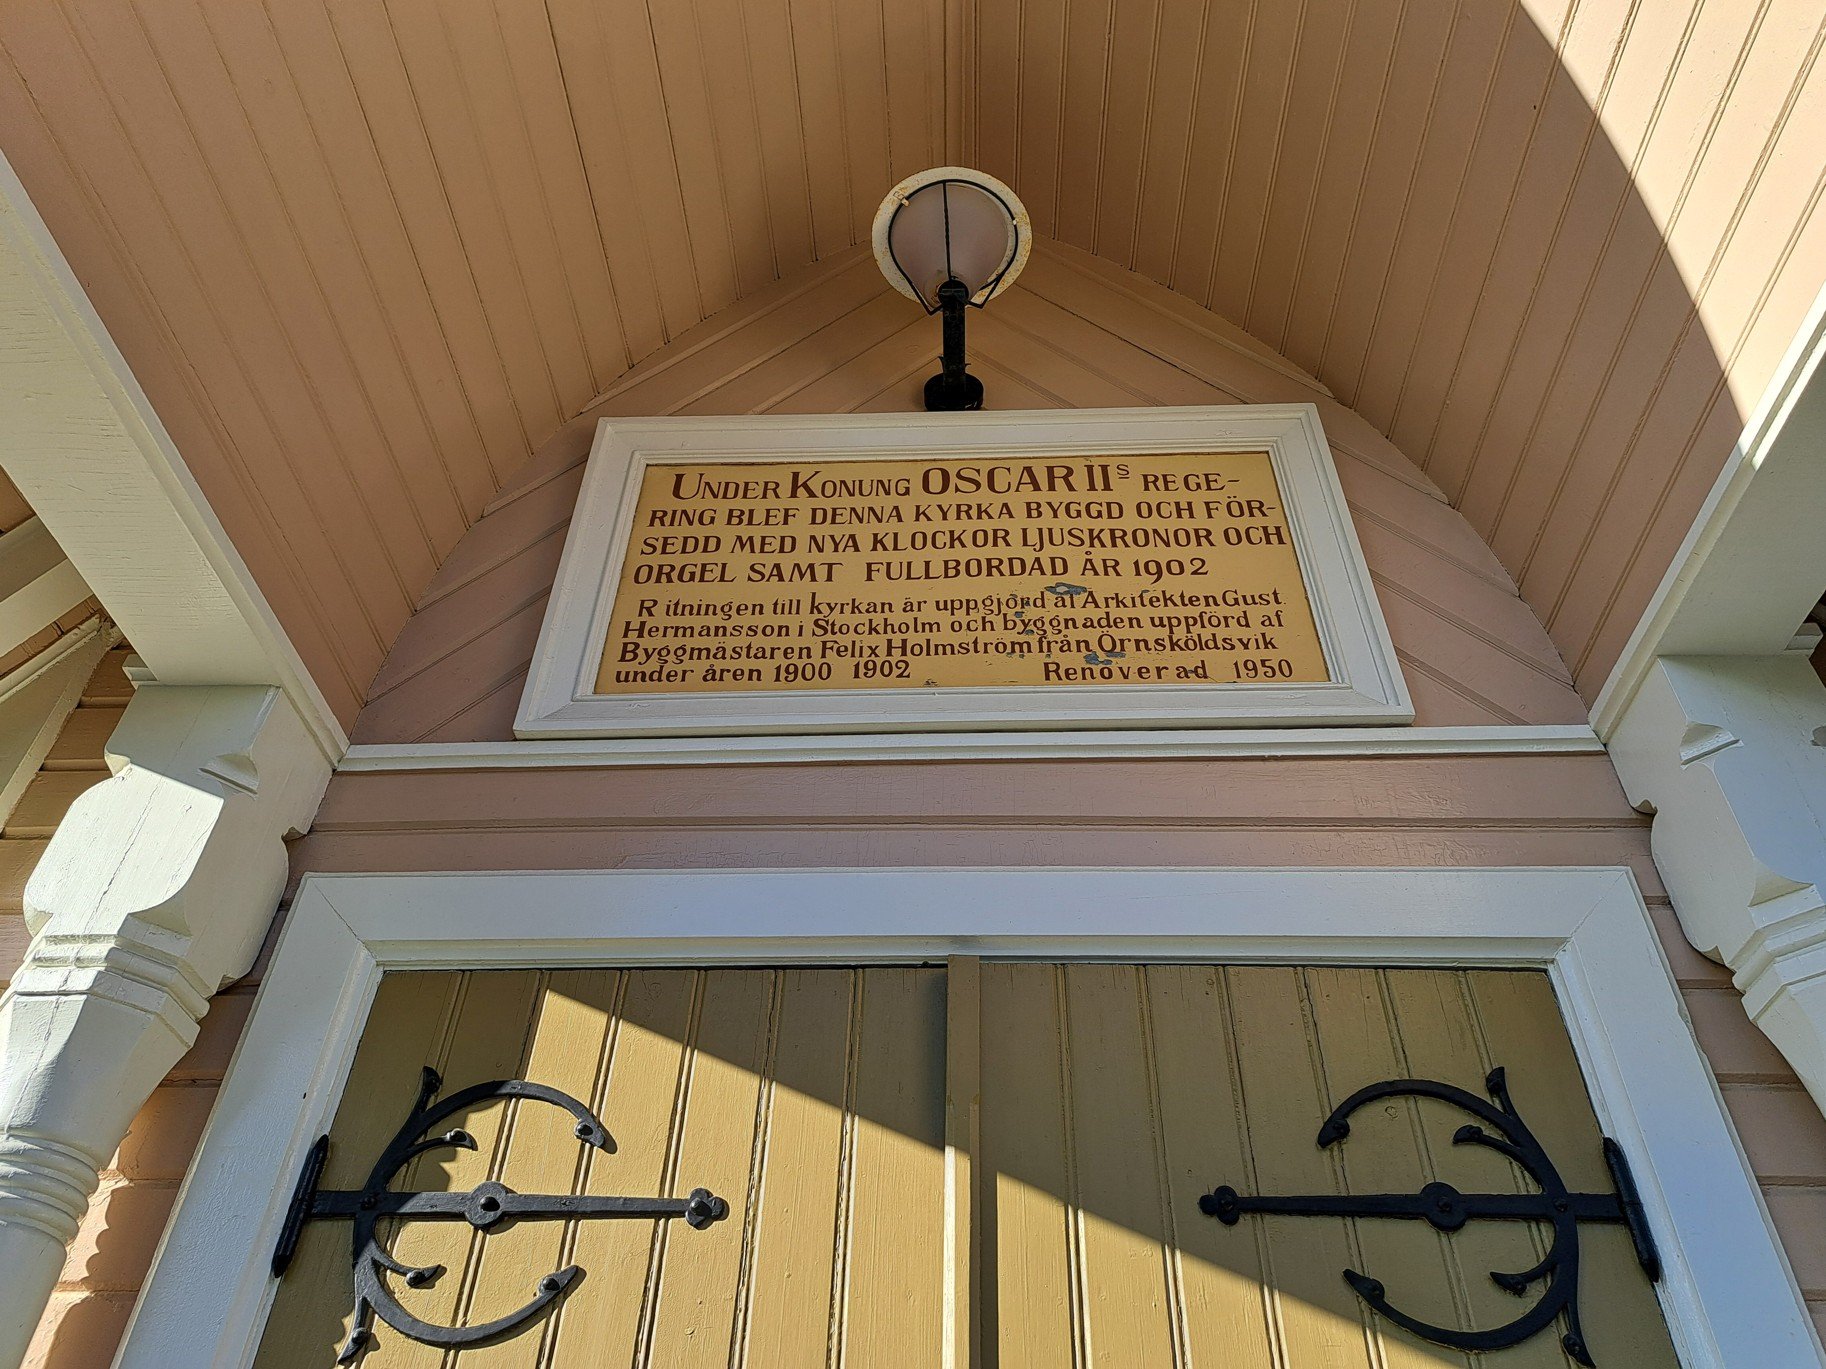 UNDER KONUNG OSCAR IIS REGE-
RING BLEF DENNA KYRKA BYGGD OCH FÖR-
SEDD MED NYA KLOCKOR LJUSKRONOR OCH
ORGEL SAMT FULLBORDAD ÅR 1902
Ritningen till kyrkan är uppgjord af Arkitekten Gust.
Hermansson i Stockholm och byggnaden uppförd af
Byggmästaren Felix Holmström från Örnsköldsvik
under åren 1900 1902 Renoverad 1950